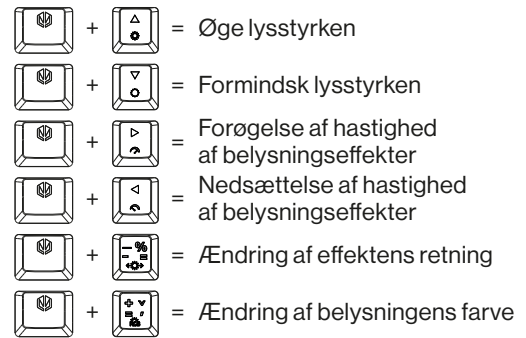 + △ = Øge lysstyrken
+ ▽ = Formindsk lysstyrken
+ ▷ = Forøgelse af hastighed
af belysningseffekter
+ ◁ = Nedsættelse af hastighed
af belysningseffekter
+ = Ændring af effektens retning
+ = Ændring af belysningens farve